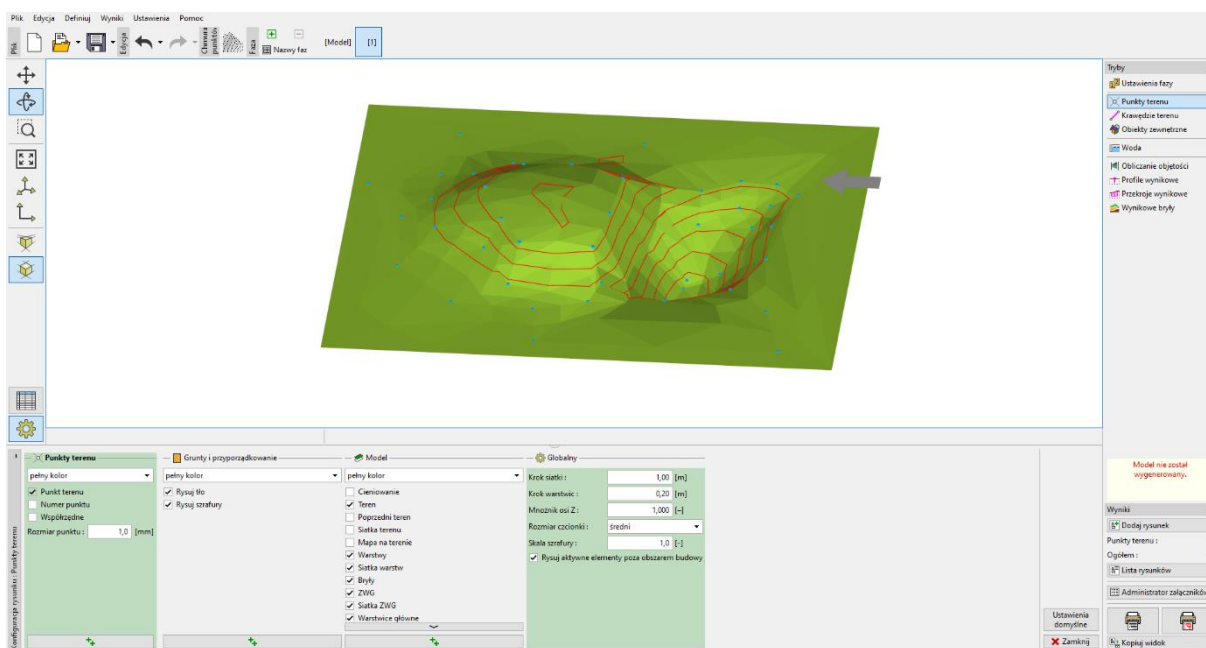 Plik Edycja Definiuj Wyniki Ustawienia Pomoc
Plik
Edycja
Chmura punktów
Faza
Nazwy faz
[Model]
[1]
Tryby
Ustawienia fazy
Punkty terenu
Krawędzie terenu
Obiekty zewnętrzne
Woda
Obliczanie objętości
Profile wynikowe
Przekroje wynikowe
Wynikowe bryły
Konfiguracja rysunku : Punkty terenu
Punkty terenu
pełny kolor
Punkt terenu
Numer punktu
Współrzędne
Rozmiar punktu : 1,0 [mm]
Grunty i przyporządkowanie
pełny kolor
Rysuj tło
Rysuj szrafury
Model
pełny kolor
Cieniowanie
Teren
Poprzedni teren
Siatka terenu
Mapa na terenie
Warstwy
Siatka warstw
Bryły
ZWG
Siatka ZWG
Warstwice główne
Globalny
Krok siatki : 1,00 [m]
Krok warstwic : 0,20 [m]
Mnożnik osi Z : 1,000 [–]
Rozmiar czcionki : średni
Skala szrafury : 1,0 [-]
Rysuj aktywne elementy poza obszarem budowy
Ustawienia
domyślne
Zamknij
Model nie został
wygenerowany.
Wyniki
Dodaj rysunek
Punkty terenu :
Ogółem :
Lista rysunków
Administrator załączników
Kopiuj widok